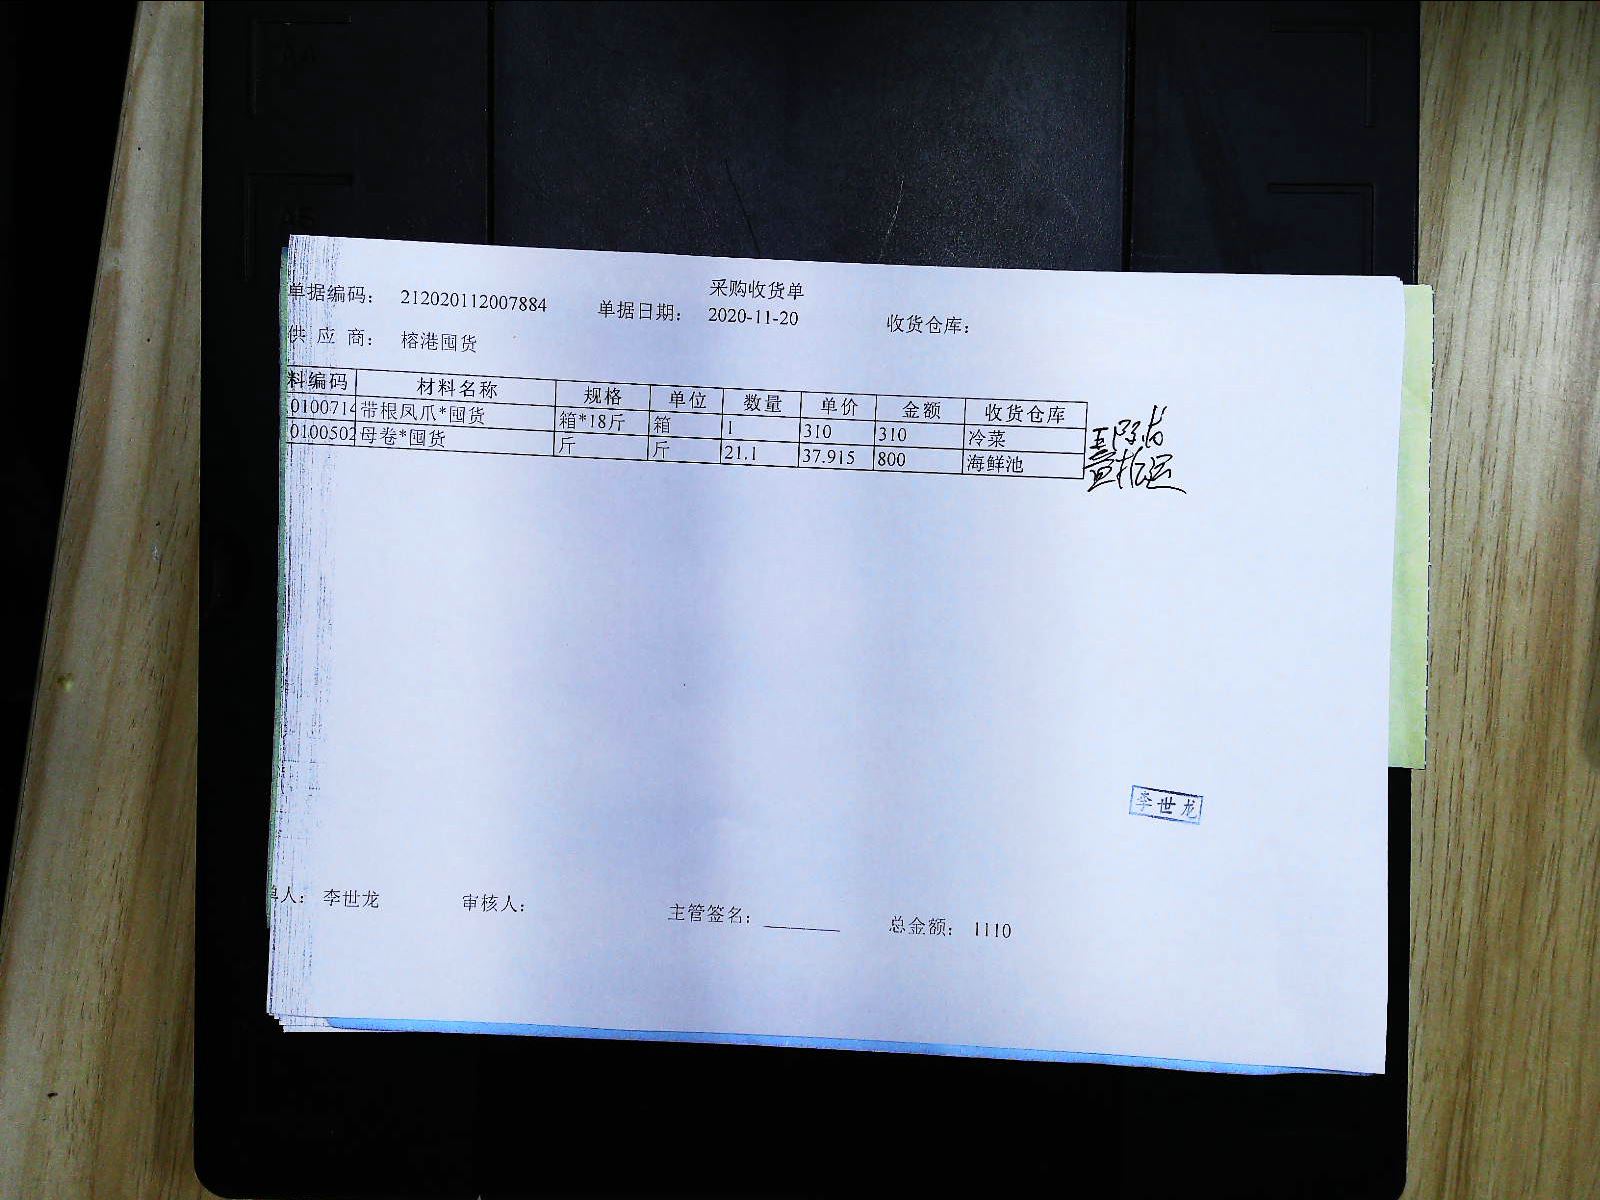 采购收货单
单据编码： 212020112007884 单据日期： 2020-11-20 收货仓库：
供 应 商： 榕港囤货
料编码 材料名称 规格 单位 数量 单价 金额 收货仓库
0100714 带根凤爪*囤货 箱*18斤 箱 1 310 310 冷菜
0100502 母卷*囤货 斤 斤 21.1 37.915 800 海鲜池
李世龙
单人： 李世龙 审核人： 主管签名： 总金额： 1110